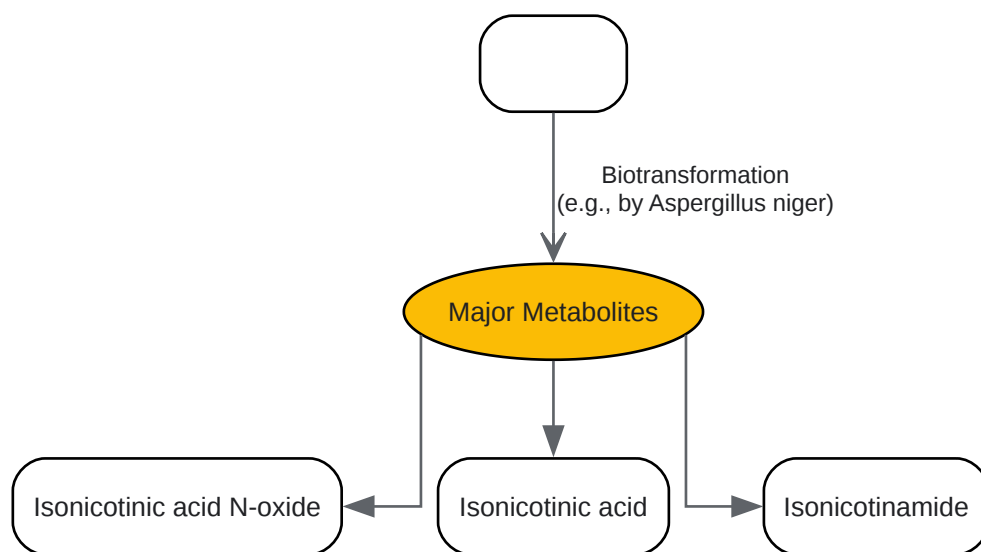 Biotransformation
(e.g., by Aspergillus niger)
Major Metabolites
Isonicotinic acid N-oxide
Isonicotinic acid
Isonicotinamide